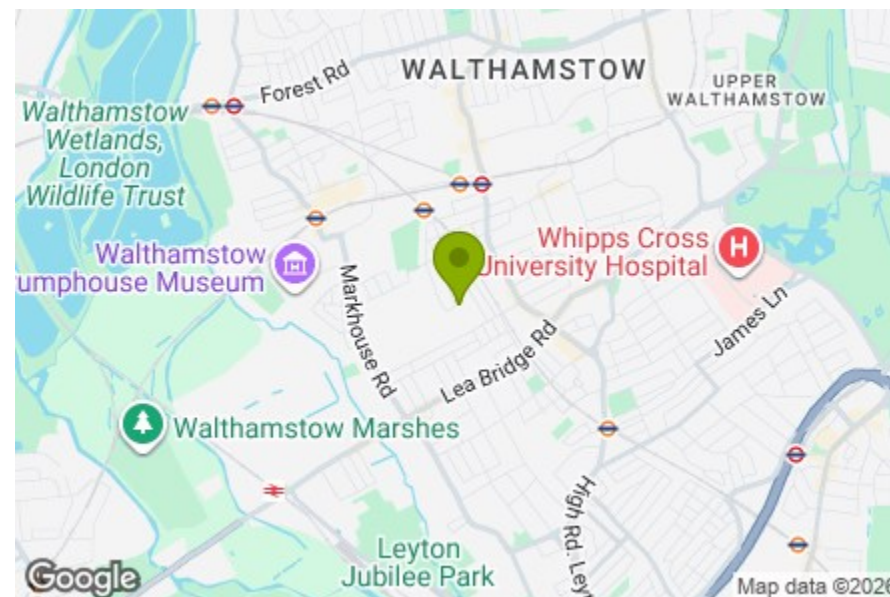 WALTHAMSTOW
Forest Rd
UPPER
WALTHAMSTOW
Walthamstow
Wetlands,
London
Wildlife Trust
Walthamstow
umphouse Museum
Whipps Cross
University Hospital
H
Markhouse Rd
James Ln
Lea Bridge Rd
Walthamstow Marshes
High Rd. Ley
Leyton
Jubilee Park
Google
Map data ©2026